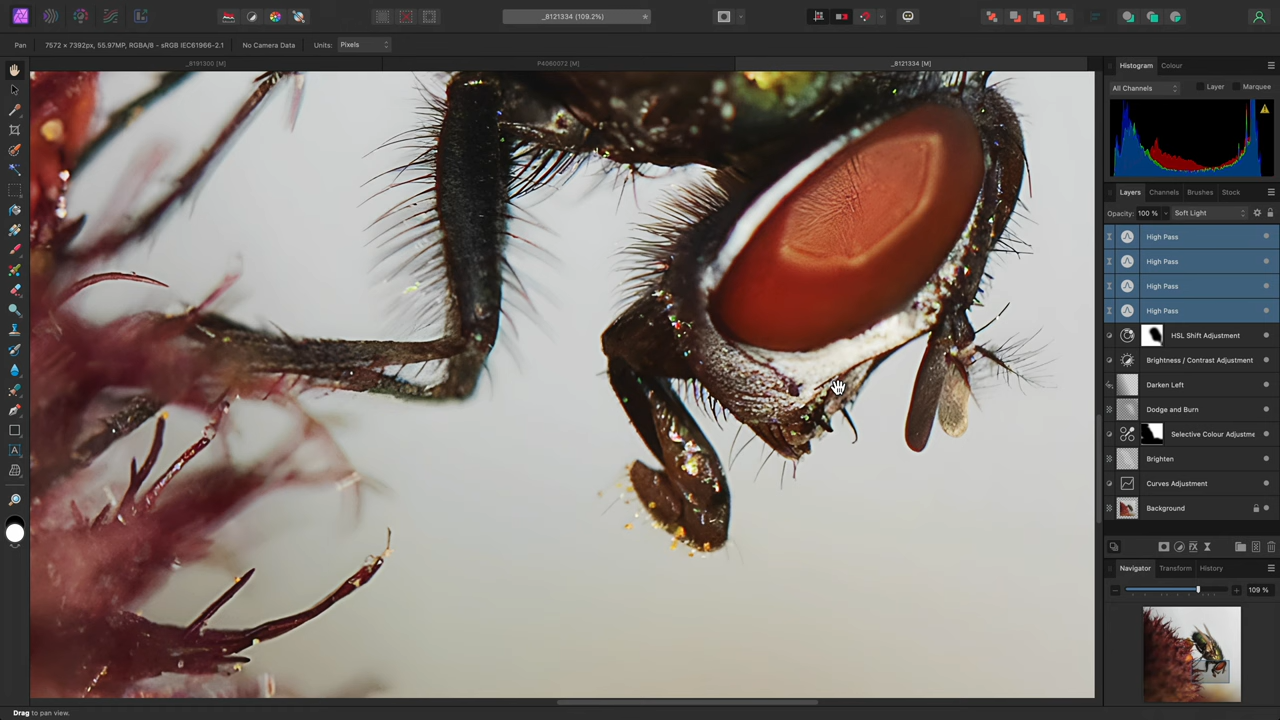 _8121334 (109.2%)
Pan 7572 × 7392px, 55.97MP, RGBA/8 - sRGB IEC61966-2.1 No Camera Data Units: Pixels
_8191300 [M] P4060072 [M] _8121334 [M]
Histogram Colour
All Channels Layer Marquee
Layers Channels Brushes Stock
Opacity: 100 % Soft Light
High Pass
High Pass
High Pass
High Pass
HSL Shift Adjustment
Brightness / Contrast Adjustment
Darken Left
Dodge and Burn
Selective Colour Adjustme
Brighten
Curves Adjustment
Background
Navigator Transform History
109 %
Drag to pan view.